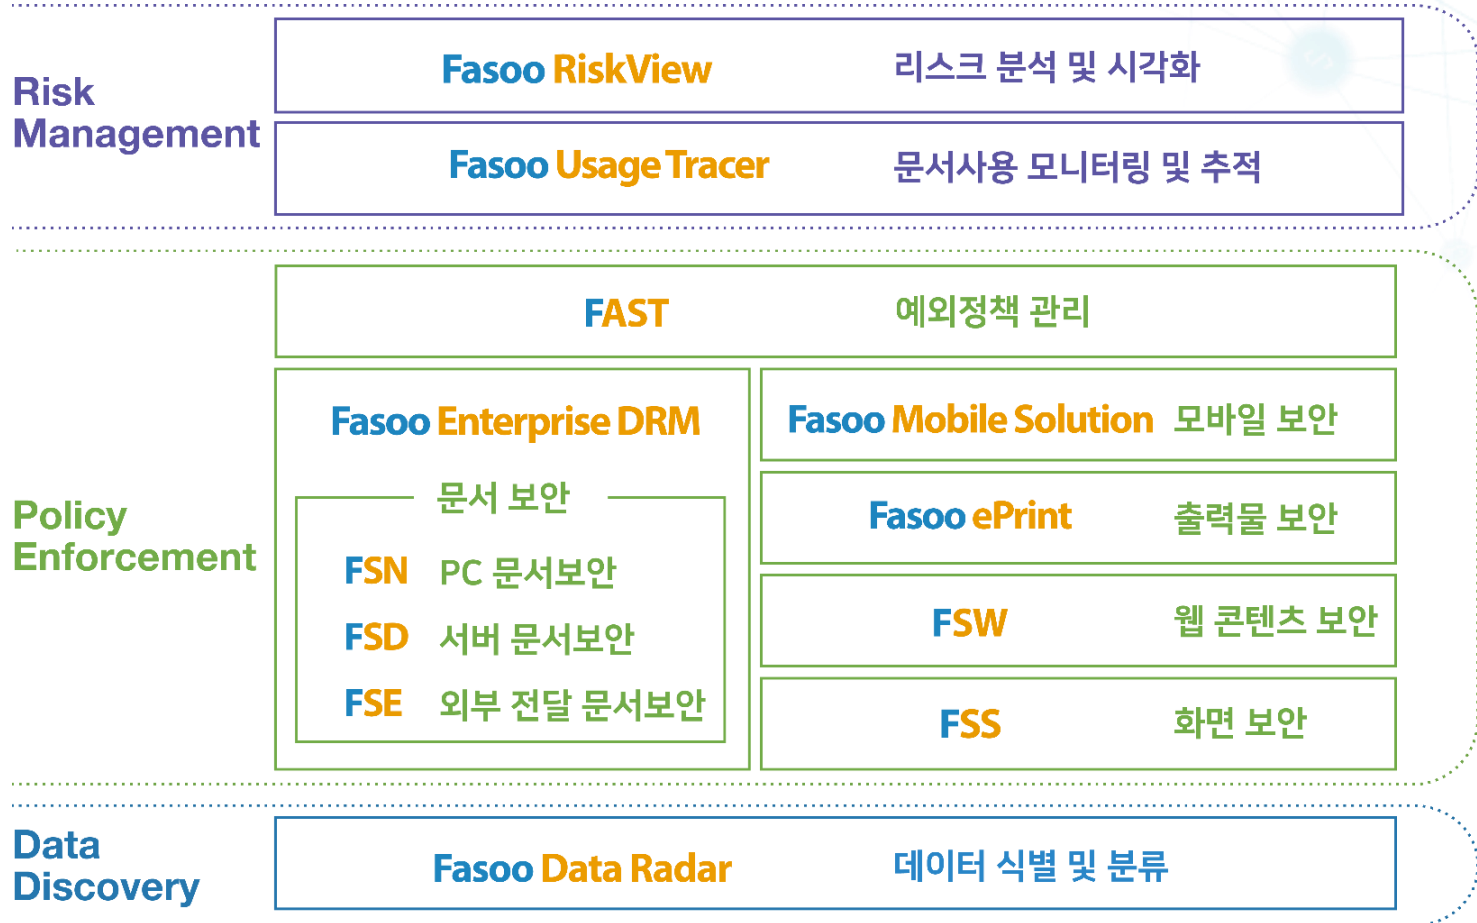 Risk
Management
Fasoo RiskView 리스크 분석 및 시각화
Fasoo Usage Tracer 문서사용 모니터링 및 추적
Policy
Enforcement
FAST 예외정책 관리
Fasoo Enterprise DRM
문서 보안
FSN PC 문서보안
FSD 서버 문서보안
FSE 외부 전달 문서보안
Fasoo Mobile Solution 모바일 보안
Fasoo ePrint 출력물 보안
FSW 웹 콘텐츠 보안
FSS 화면 보안
Data
Discovery
Fasoo Data Radar 데이터 식별 및 분류